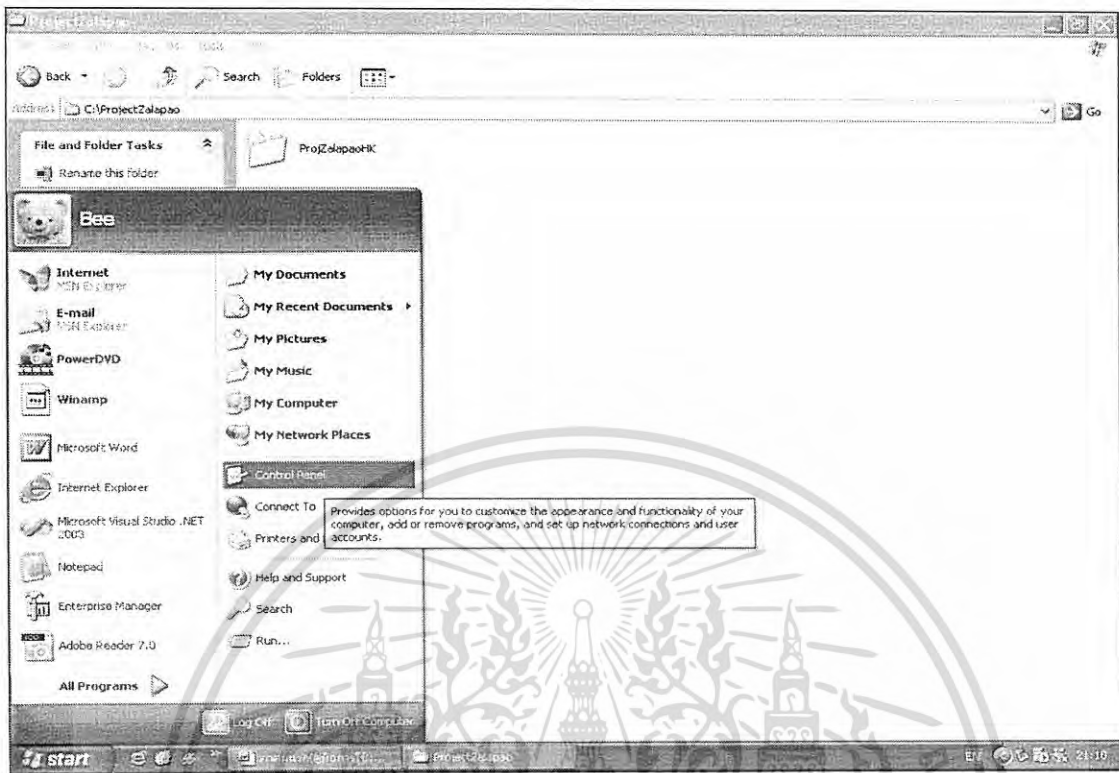 ProjectZalapao
Back
Search
Folders
Address
C:\ProjectZalapao
Go
File and Folder Tasks
Rename this folder
ProjZalapaoHK
Bee
Internet
MSN Explorer
E-mail
MSN Explorer
PowerDVD
Winamp
Microsoft Word
Internet Explorer
Microsoft Visual Studio .NET
2003
Notepad
Enterprise Manager
Adobe Reader 7.0
All Programs
My Documents
My Recent Documents
My Pictures
My Music
My Computer
My Network Places
Control Panel
Connect To
Provides options for you to customize the appearance and functionality of your
computer, add or remove programs, and set up network connections and user
accounts.
Printers and
Help and Support
Search
Run...
Log Off
Turn Off Computer
start
ProjectZalapao
EN
21:10